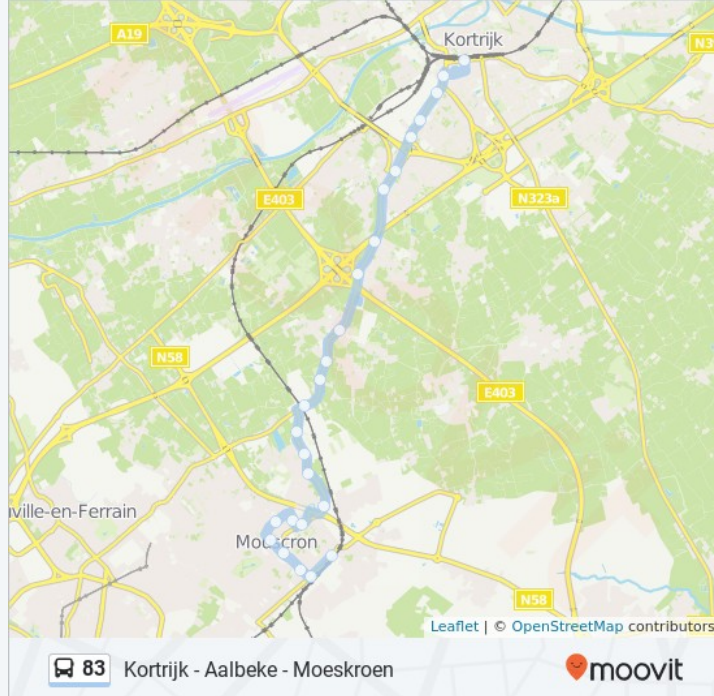 A19
Kortrijk
N3
E403
N323a
N58
E403
uville-en-Ferrain
Mouscron
N58
Leaflet | © OpenStreetMap contributors
83 Kortrijk - Aalbeke - Moeskroen
moovit